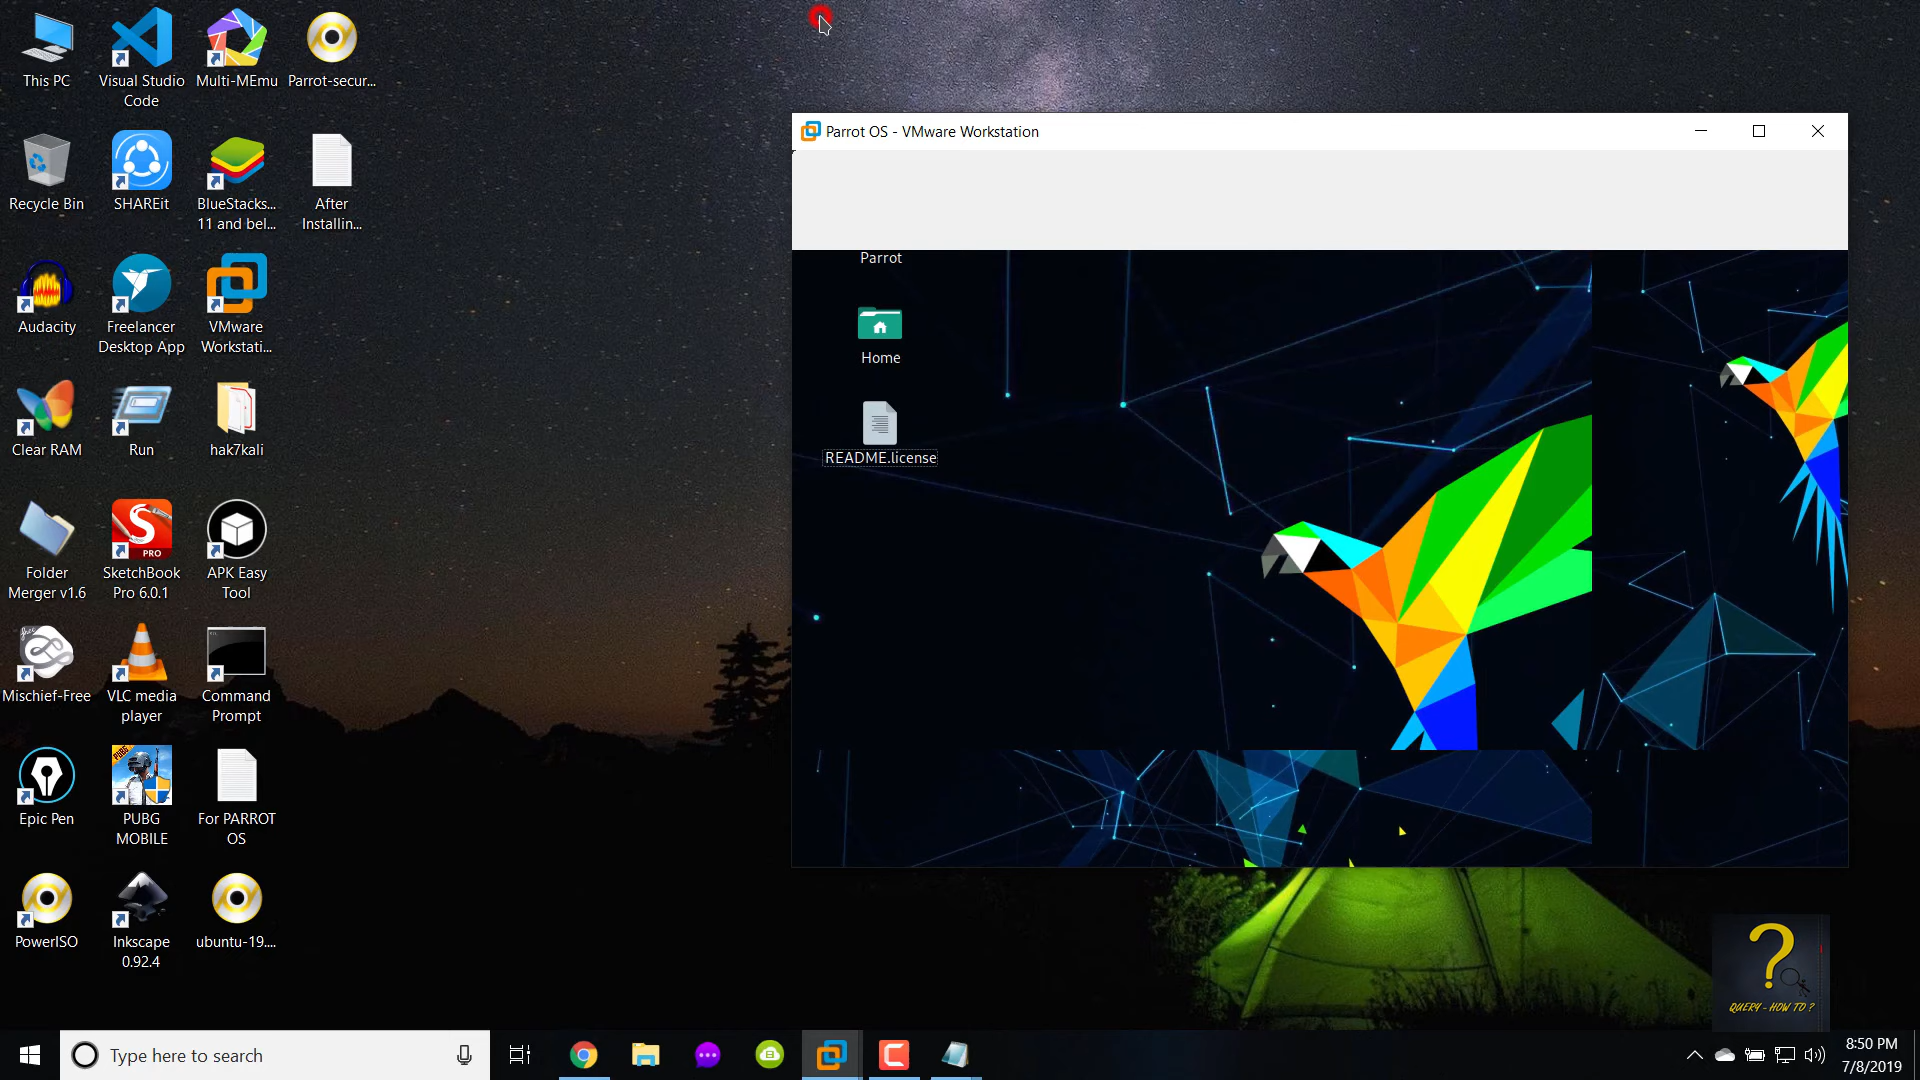 This PC
Visual Studio
Code
Multi-MEmu
Parrot-secur...
Recycle Bin
SHAREit
BlueStacks...
11 and bel...
After
Installin...
Audacity
Freelancer
Desktop App
VMware
Workstati...
Clear RAM
Run
hak7kali
Folder
Merger v1.6
SketchBook
Pro 6.0.1
PRO
APK Easy
Tool
Mischief-Free
VLC media
player
Command
Prompt
Epic Pen
PUBG
PUBG
MOBILE
For PARROT
OS
PowerISO
Inkscape
0.92.4
ubuntu-19....
Parrot OS - VMware Workstation
Parrot
Home
README.license
QUERY - HOW TO ?
Type here to search
8:50 PM
7/8/2019